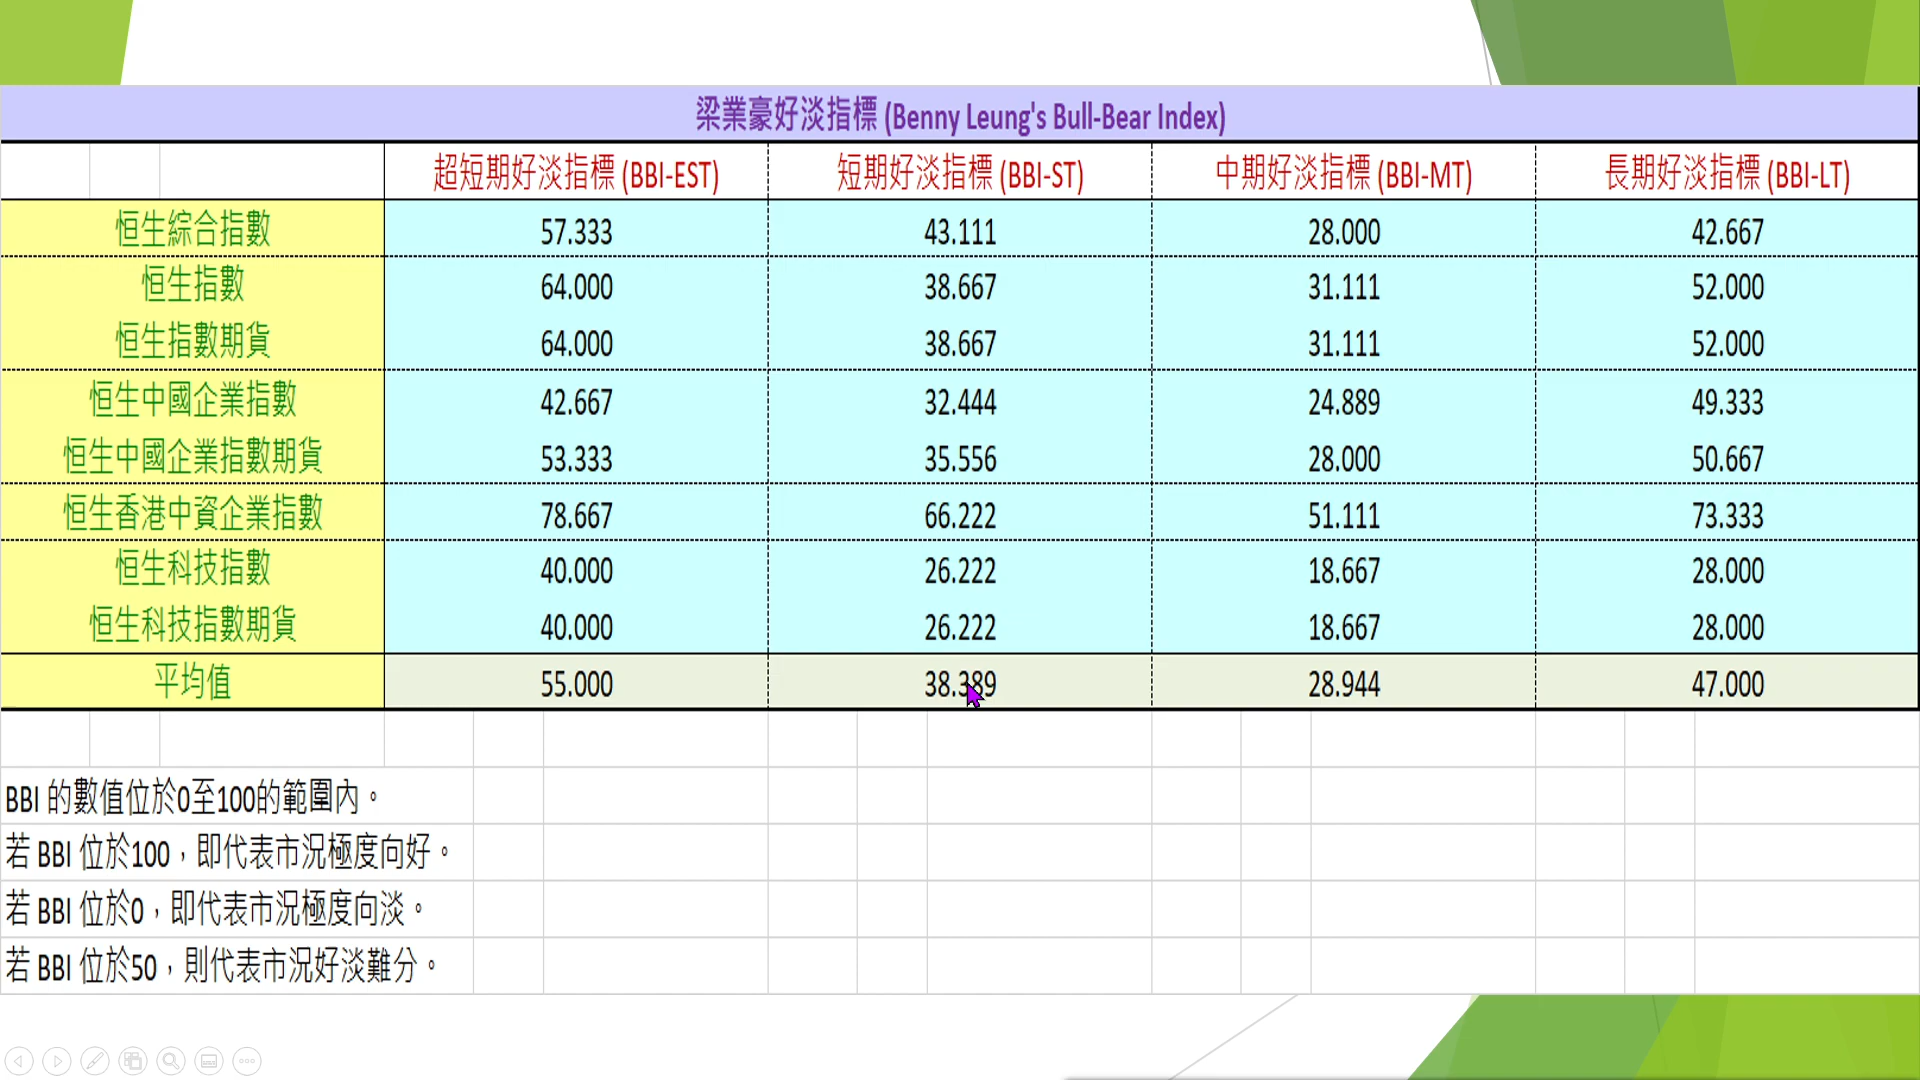 梁業豪好淡指標 (Benny Leung's Bull-Bear Index)
超短期好淡指標 (BBI-EST) 短期好淡指標 (BBI-ST) 中期好淡指標 (BBI-MT) 長期好淡指標 (BBI-LT)
恒生綜合指數 57.333 43.111 28.000 42.667
恒生指數 64.000 38.667 31.111 52.000
恒生指數期貨 64.000 38.667 31.111 52.000
恒生中國企業指數 42.667 32.444 24.889 49.333
恒生中國企業指數期貨 53.333 35.556 28.000 50.667
恒生香港中資企業指數 78.667 66.222 51.111 73.333
恒生科技指數 40.000 26.222 18.667 28.000
恒生科技指數期貨 40.000 26.222 18.667 28.000
平均值 55.000 38.389 28.944 47.000
BBI 的數值位於0至100的範圍內。
若 BBI 位於100，即代表市況極度向好。
若 BBI 位於0，即代表市況極度向淡。
若 BBI 位於50，則代表市況好淡難分。